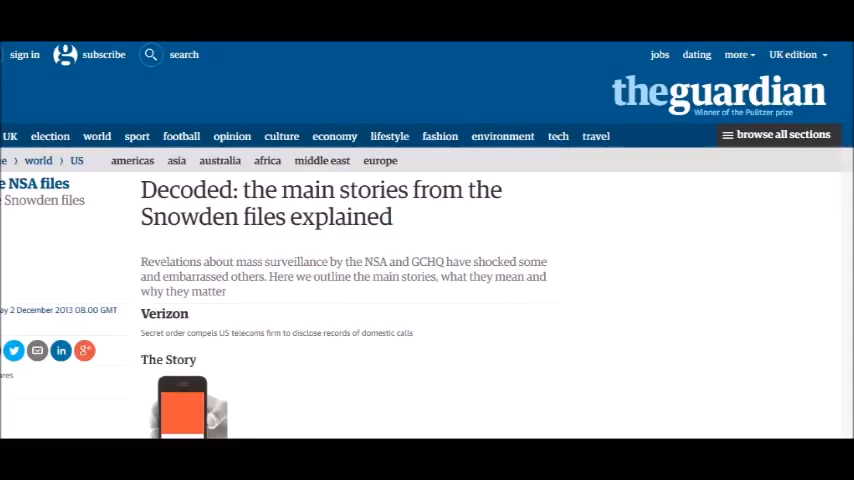 sign in subscribe search jobs dating more UK edition
theguardian
Winner of the Pulitzer prize
UK election world sport football opinion culture economy lifestyle fashion environment tech travel browse all sections
e › world › US americas asia australia africa middle east europe
e NSA files
Snowden files
Decoded: the main stories from the
Snowden files explained
Revelations about mass surveillance by the NSA and GCHQ have shocked some
and embarrassed others. Here we outline the main stories, what they mean and
why they matter
ay 2 December 2013 08.00 GMT
Verizon
Secret order compels US telecoms firm to disclose records of domestic calls
in g+
The Story
ares